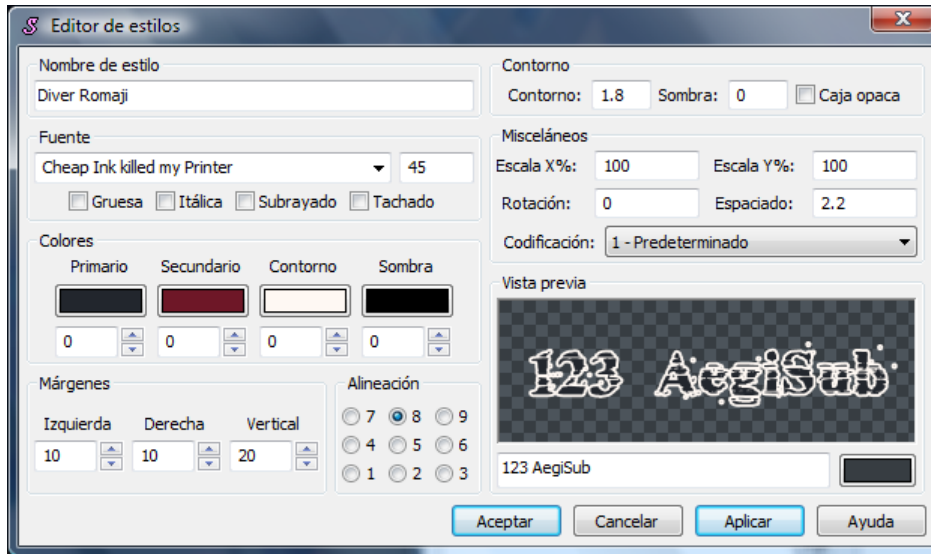 Editor de estilos
Nombre de estilo
Diver Romaji
Fuente
Cheap Ink killed my Printer 45
Gruesa Itálica Subrayado Tachado
Colores
Primario Secundario Contorno Sombra
0 0 0 0
Márgenes
Izquierda Derecha Vertical
10 10 20
Alineación
7 8 9
4 5 6
1 2 3
Contorno
Contorno: 1.8 Sombra: 0 Caja opaca
Misceláneos
Escala X%: 100 Escala Y%: 100
Rotación: 0 Espaciado: 2.2
Codificación: 1 - Predeterminado
Vista previa
123 AegiSub
123 AegiSub
Aceptar Cancelar Aplicar Ayuda